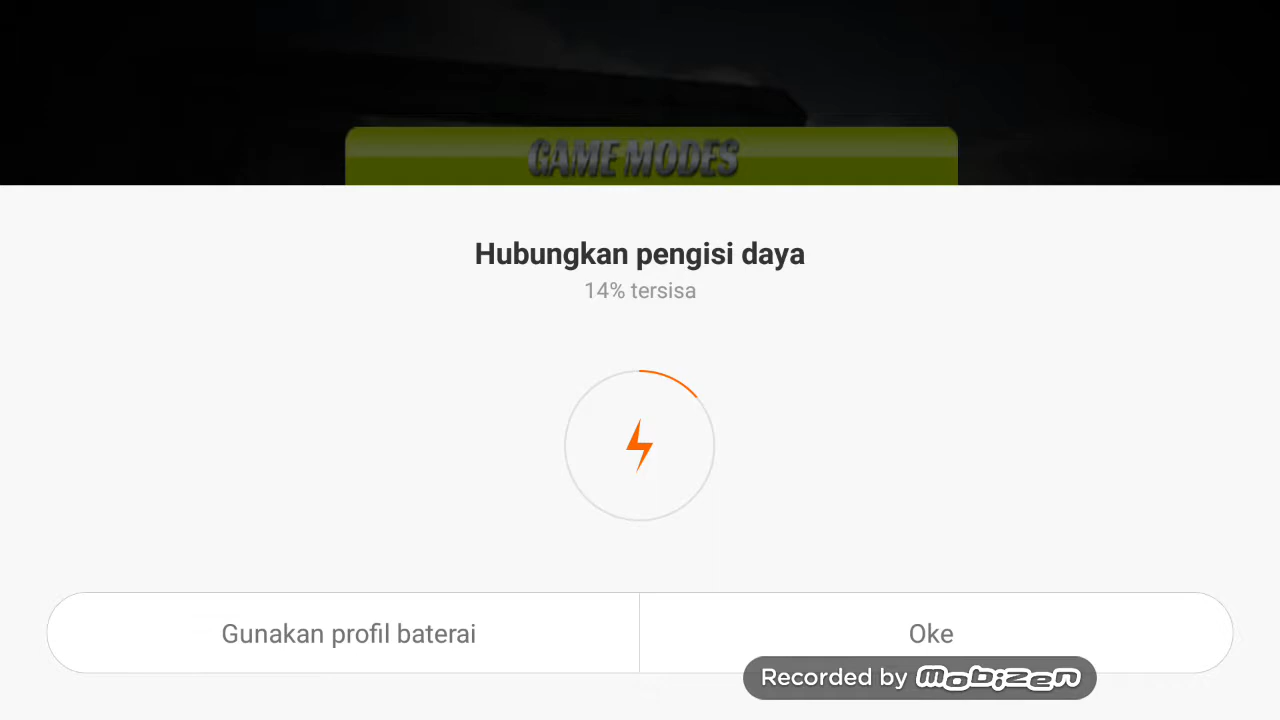 GAME MODES
Hubungkan pengisi daya
14% tersisa
Gunakan profil baterai
Oke
Recorded by mobizen